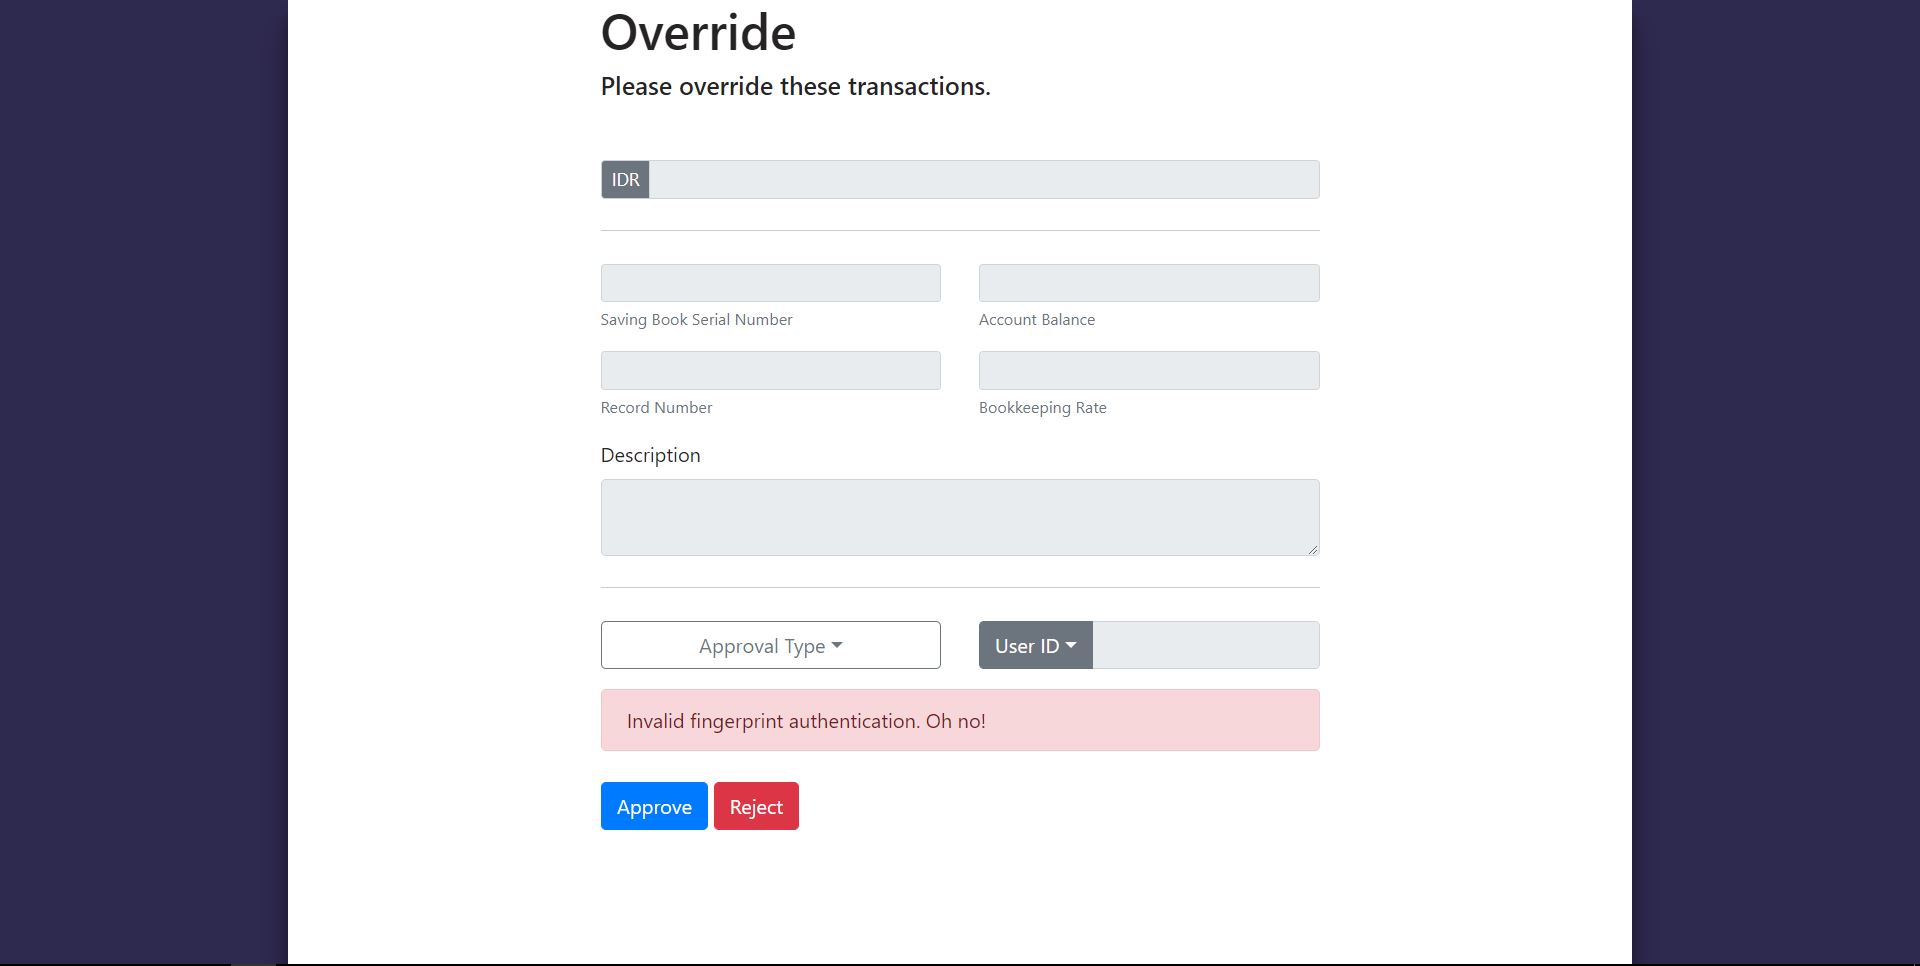 Override
Please override these transactions.
IDR
Saving Book Serial Number
Account Balance
Record Number
Bookkeeping Rate
Description
Approval Type
User ID
Invalid fingerprint authentication. Oh no!
Approve
Reject